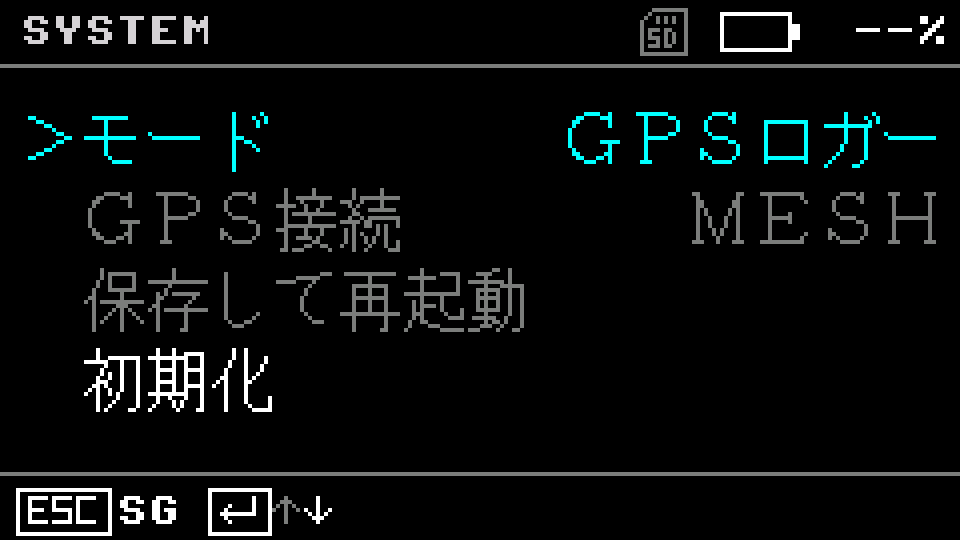 SYSTEM SD --%
>モード GPSロガー
GPS接続 MESH
保存して再起動
初期化
ESC SG ↵↑↓